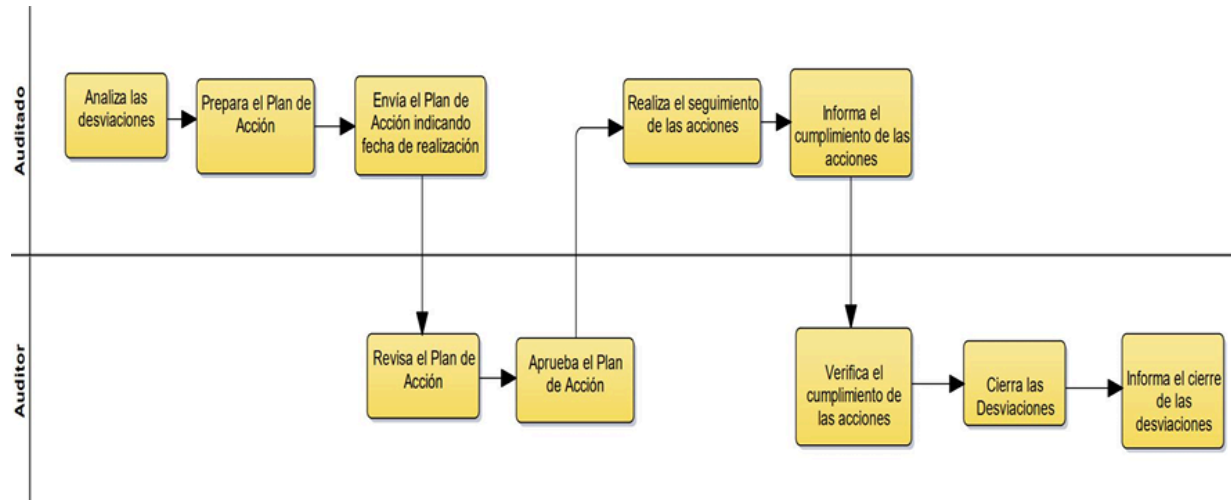 Auditado
Analiza las
desviaciones
Prepara el Plan de
Acción
Envía el Plan de
Acción indicando
fecha de realización
Realiza el seguimiento
de las acciones
Informa el
cumplimiento de las
acciones
Auditor
Revisa el Plan de
Acción
Aprueba el Plan
de Acción
Verifica el
cumplimiento de
las acciones
Cierra las
Desviaciones
Informa el cierre
de las
desviaciones